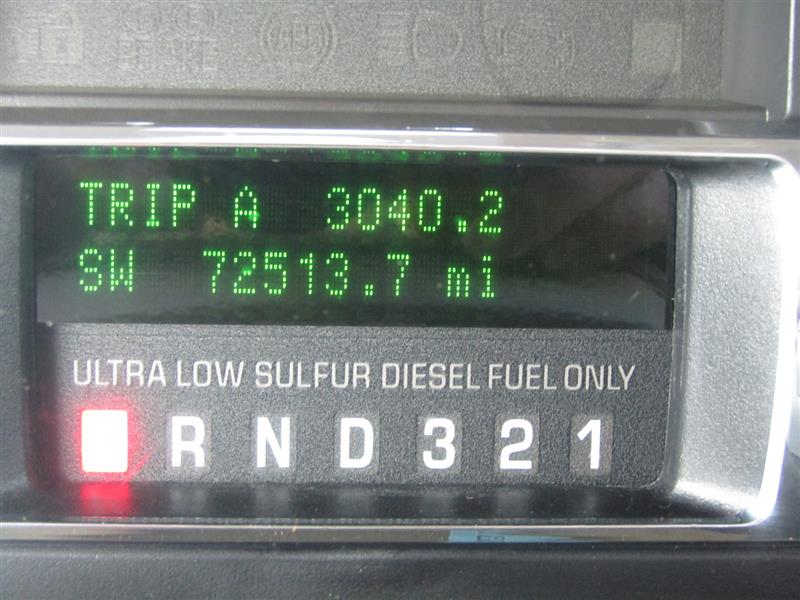 TRIP A 3040.2
SW 72513.7 mi
ULTRA LOW SULFUR DIESEL FUEL ONLY
R N D 3 2 1